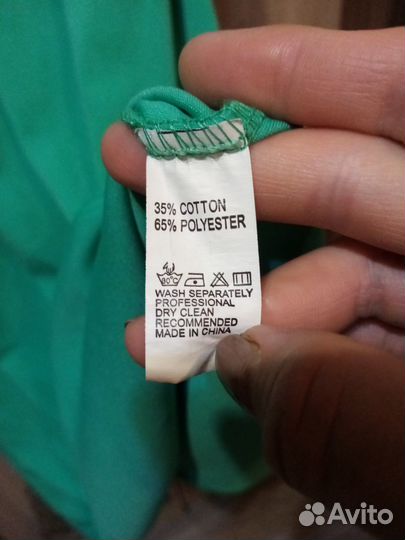 35% COTTON
65% POLYESTER
WASH SEPARATELY
PROFESSIONAL
DRY CLEAN
RECOMMENDED
MADE IN CHINA
Avito